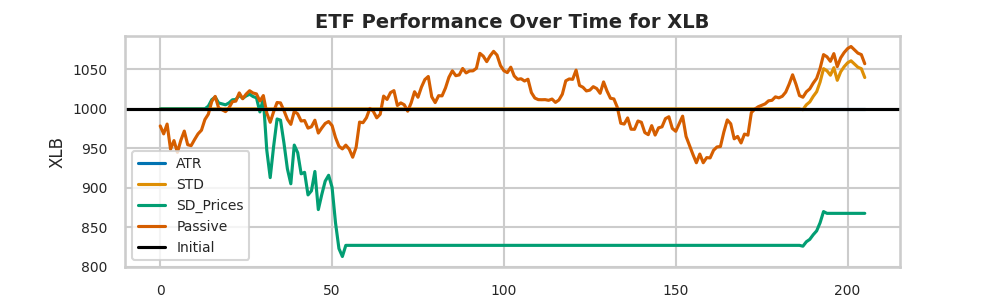 ETF Performance Over Time for XLB
XLB
1050
1000
950
900
850
800
ATR
STD
SD_Prices
Passive
Initial
0
50
100
150
200